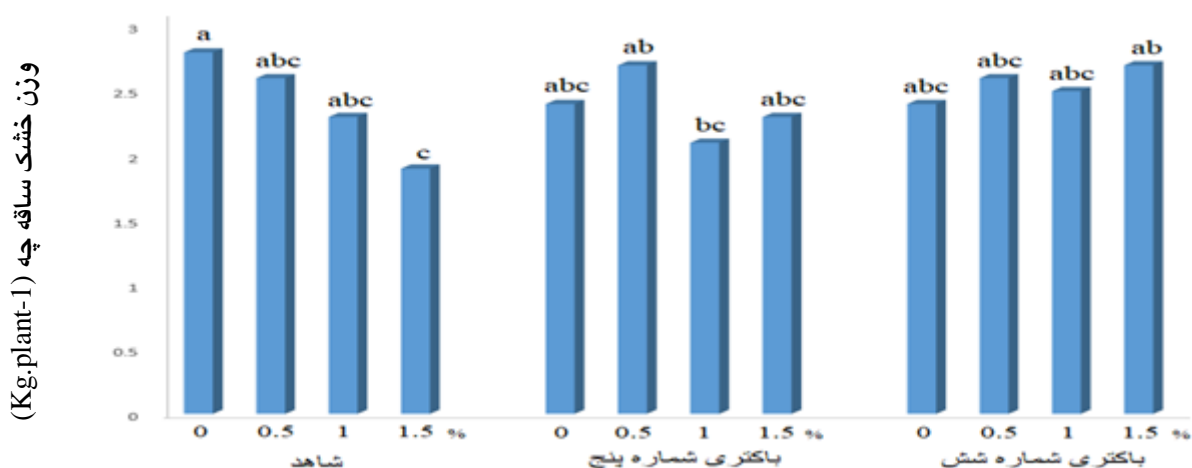 وزن خشک ساقه چه (Kg.plant-1)
3
2.5
2
1.5
1
0.5
0
a
abc
abc
c
abc
ab
bc
abc
abc
abc
abc
ab
0 0.5 1 1.5 %
0 0.5 1 1.5 %
0 0.5 1 1.5 %
شاهد
باکتری شماره پنج
باکتری شماره شش